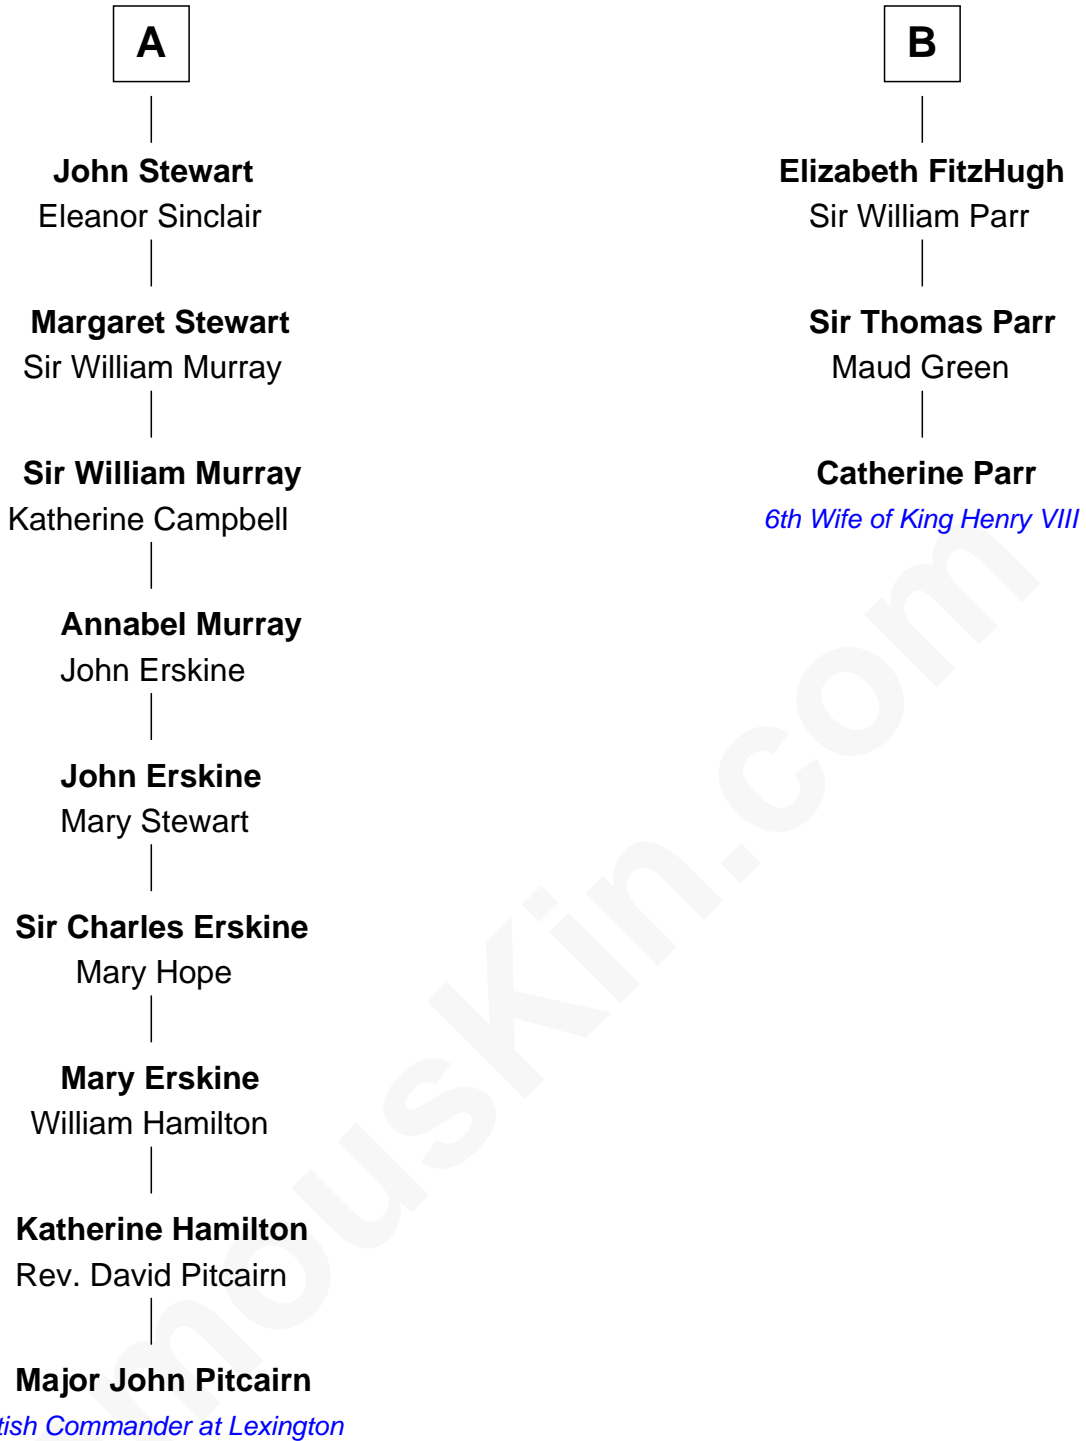 A
John Stewart
Eleanor Sinclair
Margaret Stewart
Sir William Murray
Sir William Murray
Katherine Campbell
Annabel Murray
John Erskine
John Erskine
Mary Stewart
Sir Charles Erskine
Mary Hope
Mary Erskine
William Hamilton
Katherine Hamilton
Rev. David Pitcairn
Major John Pitcairn
tish Commander at Lexington
B
Elizabeth FitzHugh
Sir William Parr
Sir Thomas Parr
Maud Green
Catherine Parr
6th Wife of King Henry VIII
mouskin.com